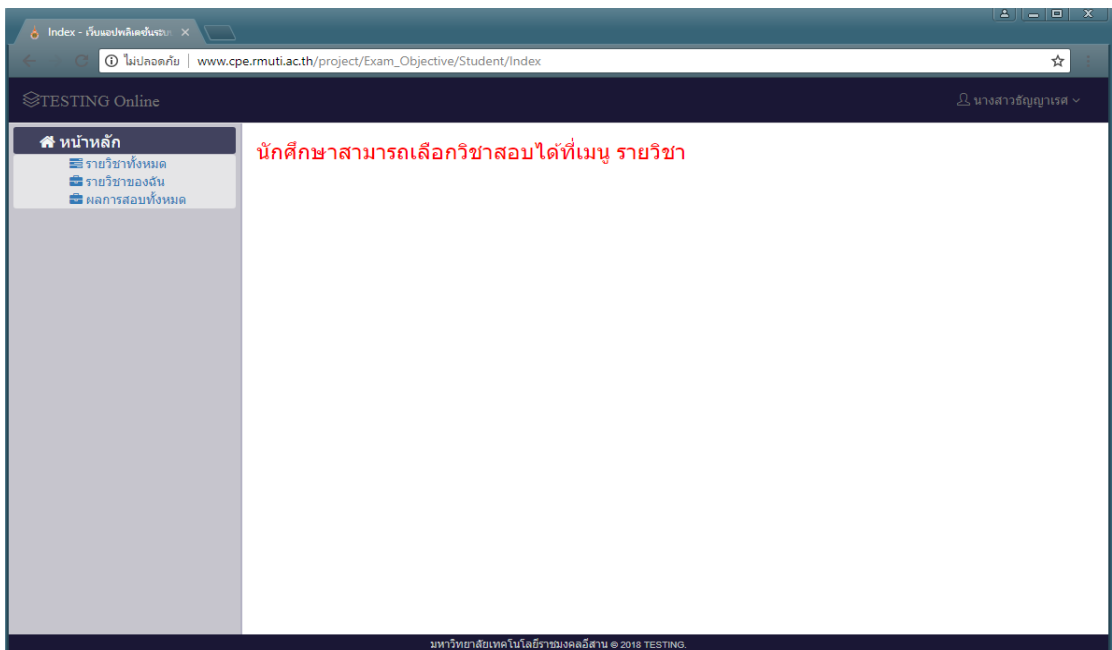 Index - เว็บแอปพลิเคชันระบบ
ไม่ปลอดภัย | www.cpe.rmuti.ac.th/project/Exam_Objective/Student/Index
TESTING Online
นางสาวธัญญาเรศ
หน้าหลัก
รายวิชาทั้งหมด
รายวิชาของฉัน
ผลการสอบทั้งหมด
นักศึกษาสามารถเลือกวิชาสอบได้ที่เมนู รายวิชา
มหาวิทยาลัยเทคโนโลยีราชมงคลอีสาน © 2018 TESTING.